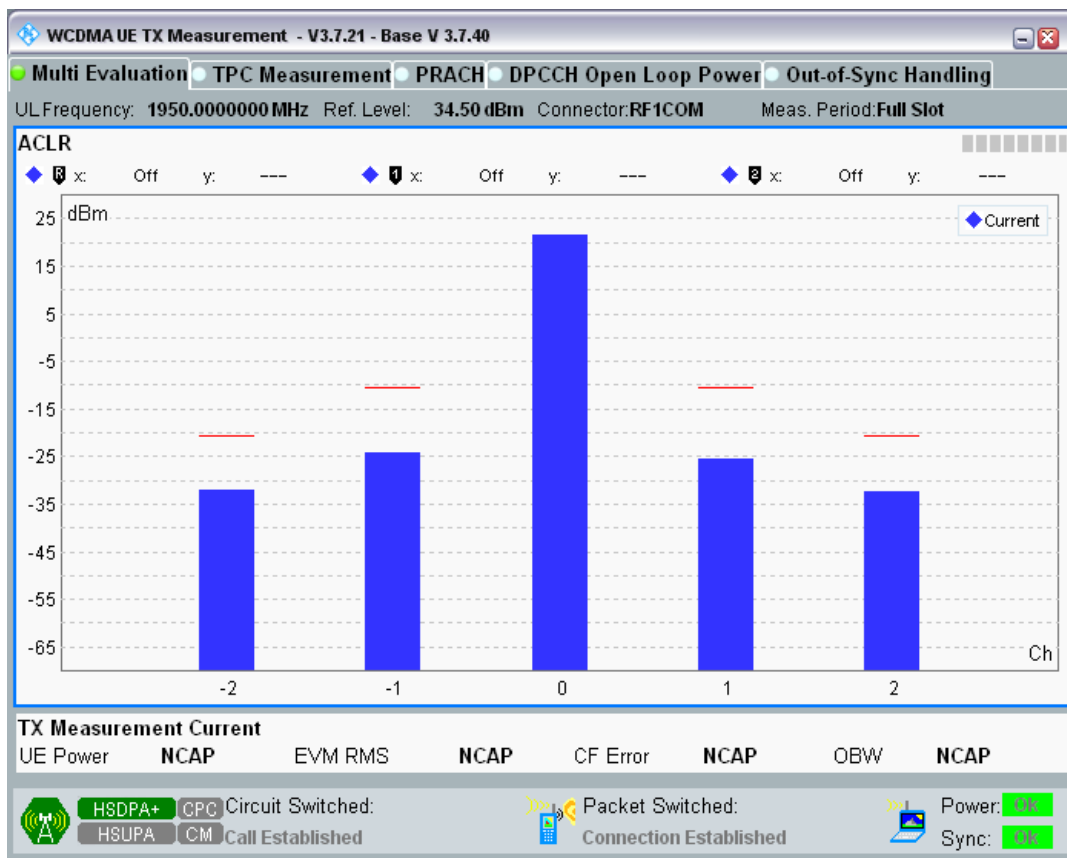 WCDMA UE TX Measurement - V3.7.21 - Base V 3.7.40
Multi Evaluation TPC Measurement PRACH DPCCH Open Loop Power Out-of-Sync Handling
UL Frequency: 1950.0000000 MHz Ref. Level: 34.50 dBm Connector:RF1COM Meas. Period:Full Slot
ACLR
R x: Off y: --- 1 x: Off y: --- 2 x: Off y: ---
dBm
Current
25
15
5
-5
-15
-25
-35
-45
-55
-65
Ch
-2 -1 0 1 2
TX Measurement Current
UE Power NCAP EVM RMS NCAP CF Error NCAP OBW NCAP
HSDPA+ CPC Circuit Switched: Packet Switched: Power: OK
HSUPA CM Call Established Connection Established Sync: OK